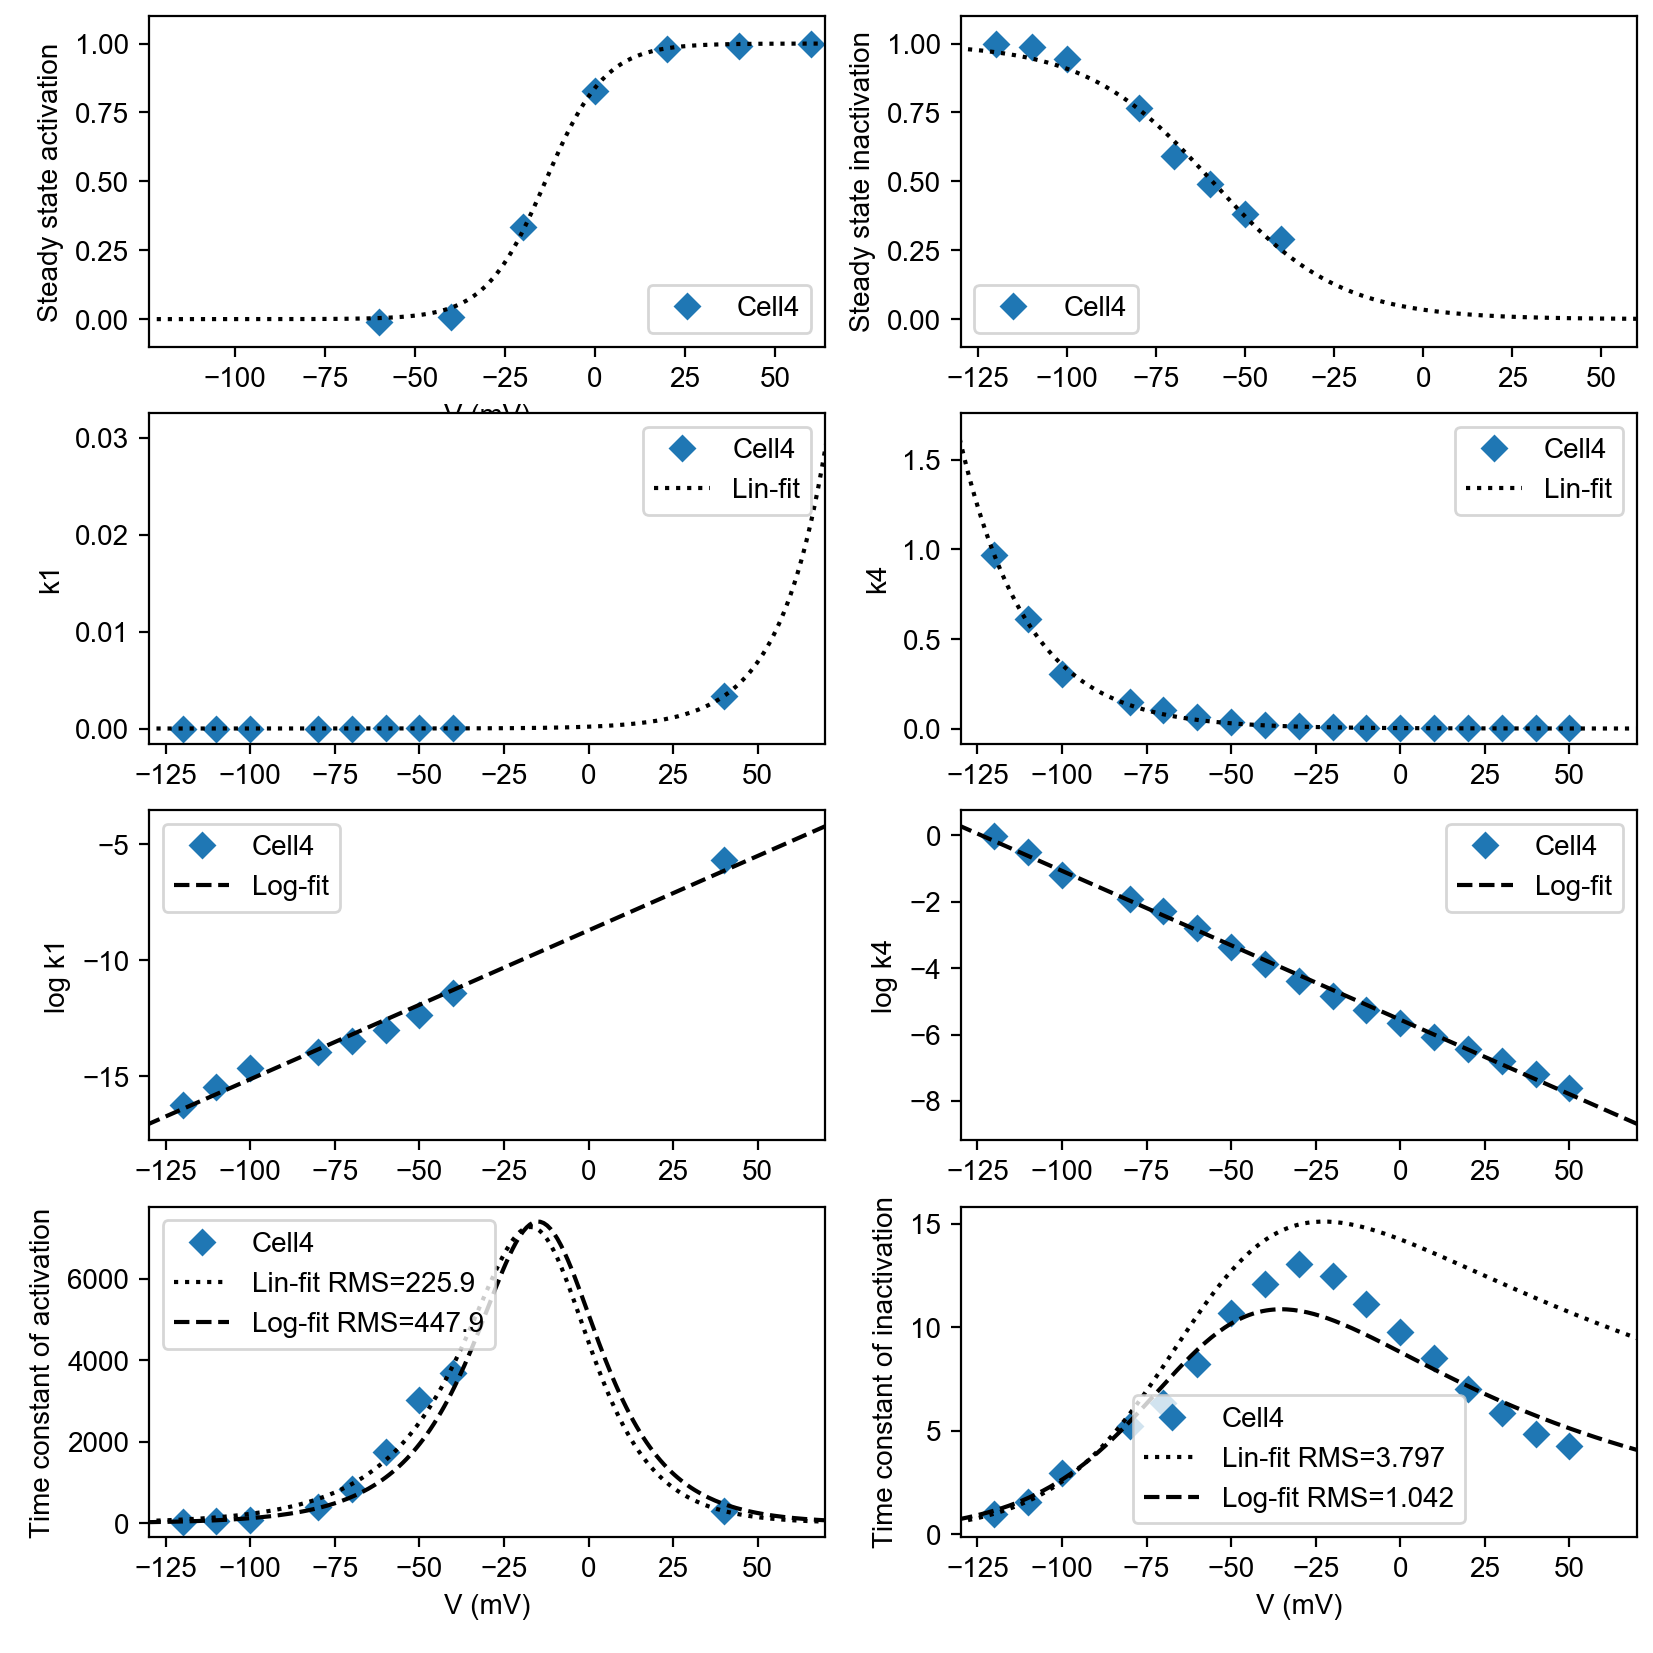 Steady state activation
1.00
0.75
0.50
0.25
0.00
Cell4
−100 −75 −50 −25 0 25 50
V (mV)
Steady state inactivation
1.00
0.75
0.50
0.25
0.00
Cell4
−125 −100 −75 −50 −25 0 25 50
k1
0.03
0.02
0.01
0.00
Cell4
Lin-fit
−125 −100 −75 −50 −25 0 25 50
k4
1.5
1.0
0.5
0.0
Cell4
Lin-fit
−125 −100 −75 −50 −25 0 25 50
log k1
−5
−10
−15
Cell4
Log-fit
−125 −100 −75 −50 −25 0 25 50
log k4
0
−2
−4
−6
−8
Cell4
Log-fit
−125 −100 −75 −50 −25 0 25 50
Time constant of activation
6000
4000
2000
0
Cell4
Lin-fit RMS=225.9
Log-fit RMS=447.9
−125 −100 −75 −50 −25 0 25 50
V (mV)
Time constant of inactivation
15
10
5
0
Cell4
Lin-fit RMS=3.797
Log-fit RMS=1.042
−125 −100 −75 −50 −25 0 25 50
V (mV)